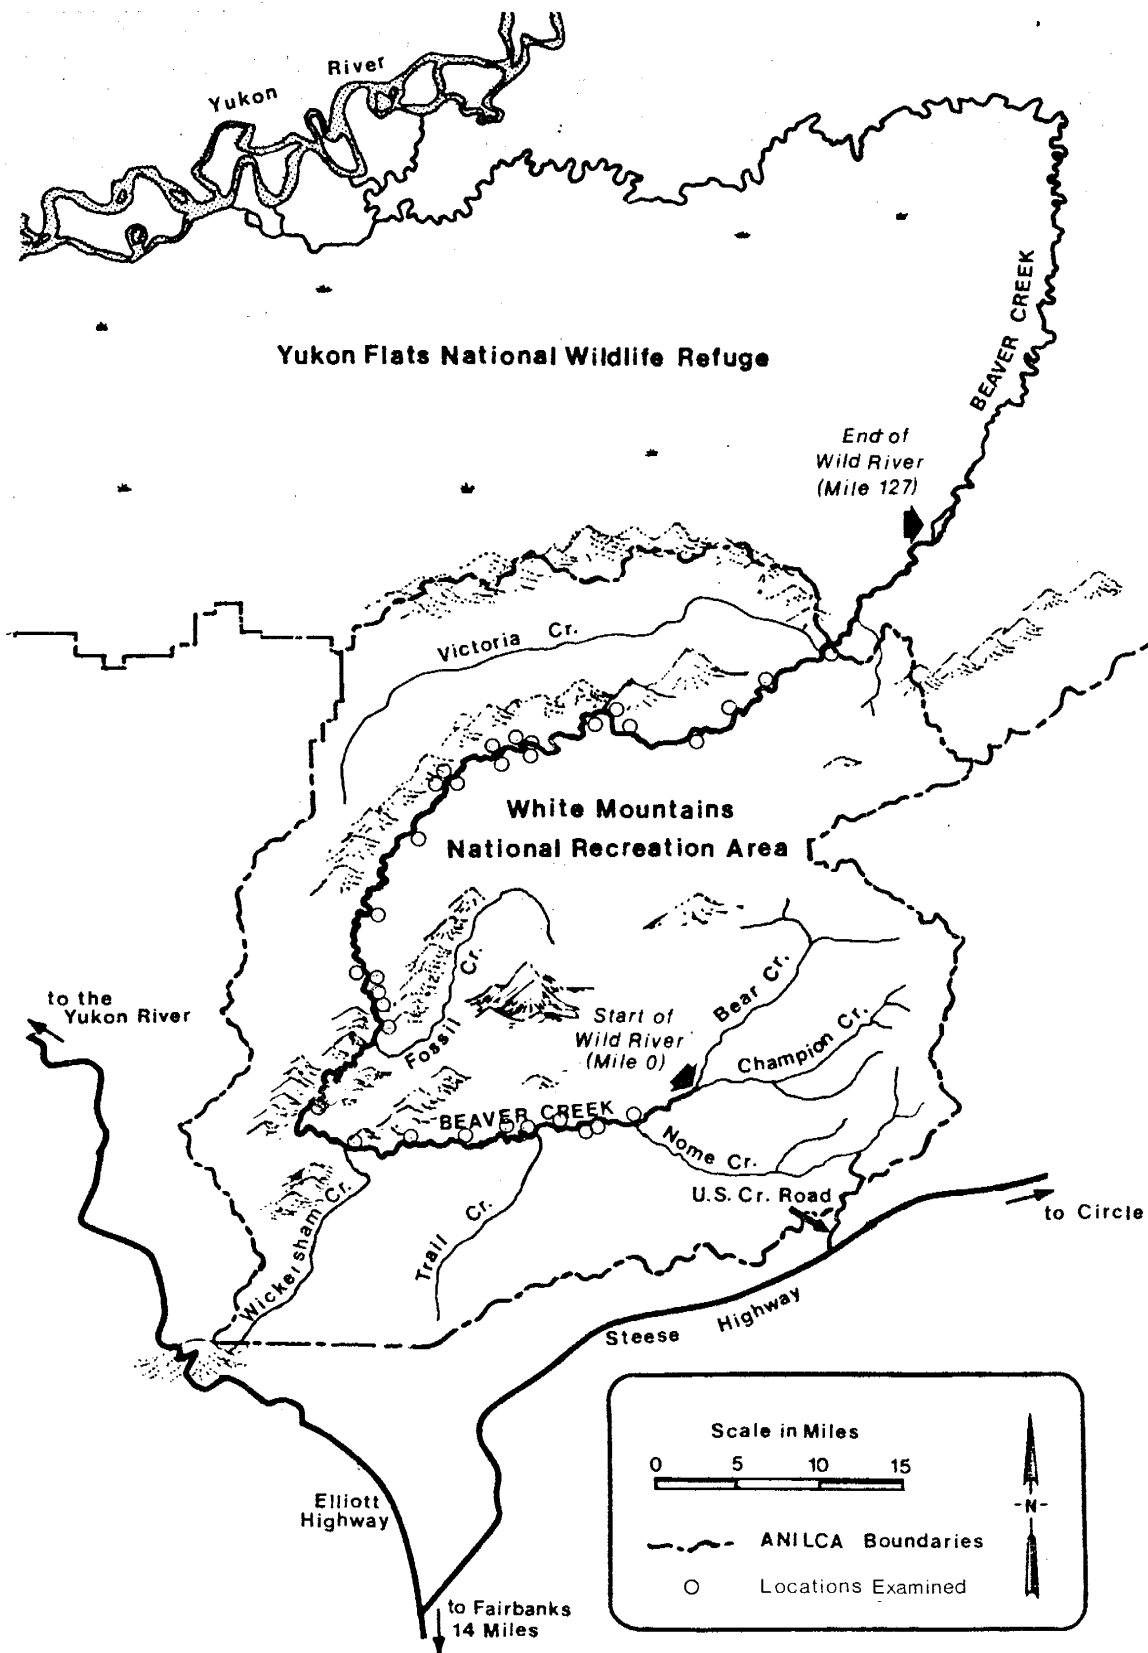 Yukon River
Yukon Flats National Wildlife Refuge
BEAVER CREEK
End of
Wild River
(Mile 127)
Victoria Cr.
White Mountains
National Recreation Area
Fossil Cr.
Bear Cr.
Start of
Wild River
(Mile 0)
Champion Cr.
to the
Yukon River
BEAVER CREEK
Nome Cr.
U.S. Cr. Road
to Circle
Wickersham Cr.
Trail Cr.
Steese Highway
Elliott
Highway
to Fairbanks
14 Miles
Scale in Miles
0 5 10 15
-N-
ANILCA Boundaries
Locations Examined